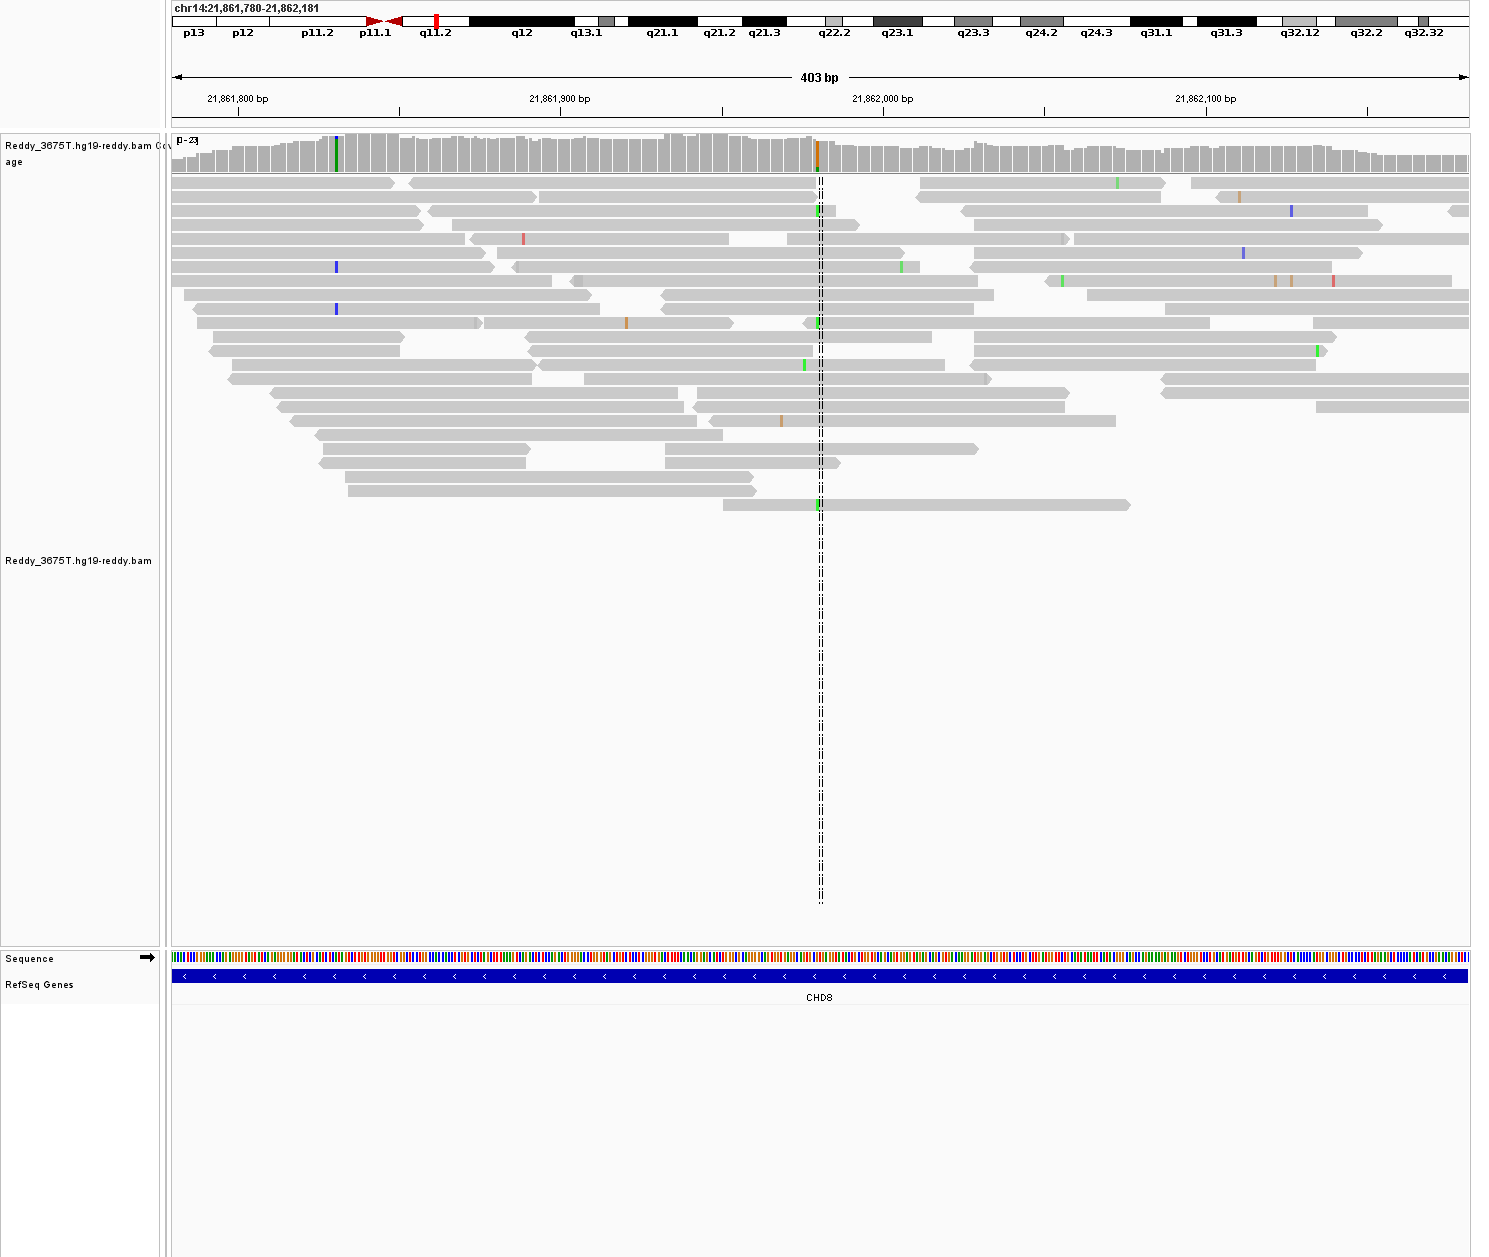 chr14:21,861,780-21,862,181
p13 p12 p11.2 p11.1 q11.2 q12 q13.1 q21.1 q21.2 q21.3 q22.2 q23.1 q23.3 q24.2 q24.3 q31.1 q31.3 q32.12 q32.2 q32.32
403 bp
21,861,800 bp 21,861,900 bp 21,862,000 bp 21,862,100 bp
[0-23]
Reddy_3675T.hg19-reddy.bam Cov
age
Reddy_3675T.hg19-reddy.bam
Sequence
RefSeq Genes
CHD8